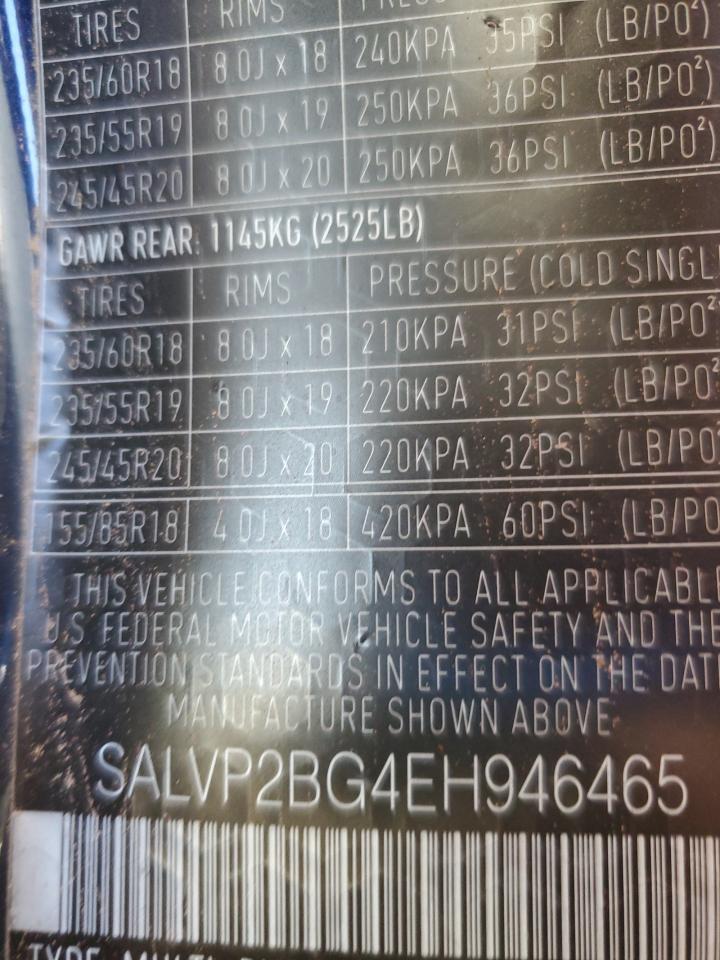 TIRES RIMS
235/60R18 8.0J x 18 240KPA 35PSI (LB/PO²)
235/55R19 8.0J x 19 250KPA 36PSI (LB/PO²)
245/45R20 8.0J x 20 250KPA 36PSI (LB/PO²)
GAWR REAR: 1145KG (2525LB)
TIRES RIMS PRESSURE (COLD SINGL
235/60R18 8.0J x 18 210KPA 31PSI (LB/PO²
235/55R19 8.0J x 19 220KPA 32PSI (LB/PO²
245/45R20 8.0J x 20 220KPA 32PSI (LB/PO
155/85R18 4.0J x 18 420KPA 60PSI (LB/PO
THIS VEHICLE CONFORMS TO ALL APPLICABL
U.S FEDERAL MOTOR VEHICLE SAFETY AND THE
PREVENTION STANDARDS IN EFFECT ON THE DAT
MANUFACTURE SHOWN ABOVE
SALVP2BG4EH946465